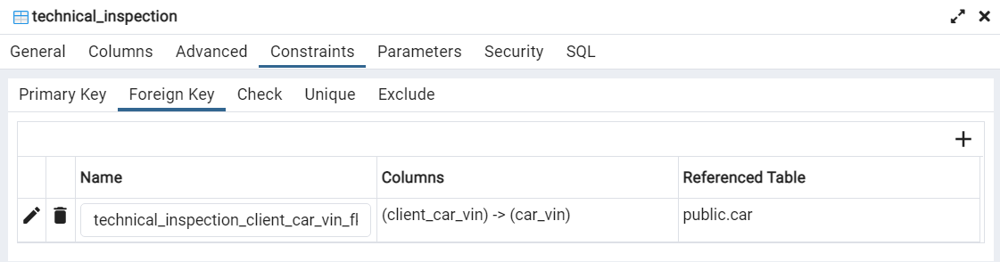 technical_inspection
General Columns Advanced Constraints Parameters Security SQL
Primary Key Foreign Key Check Unique Exclude
Name Columns Referenced Table
technical_inspection_client_car_vin_fl (client_car_vin) -> (car_vin) public.car